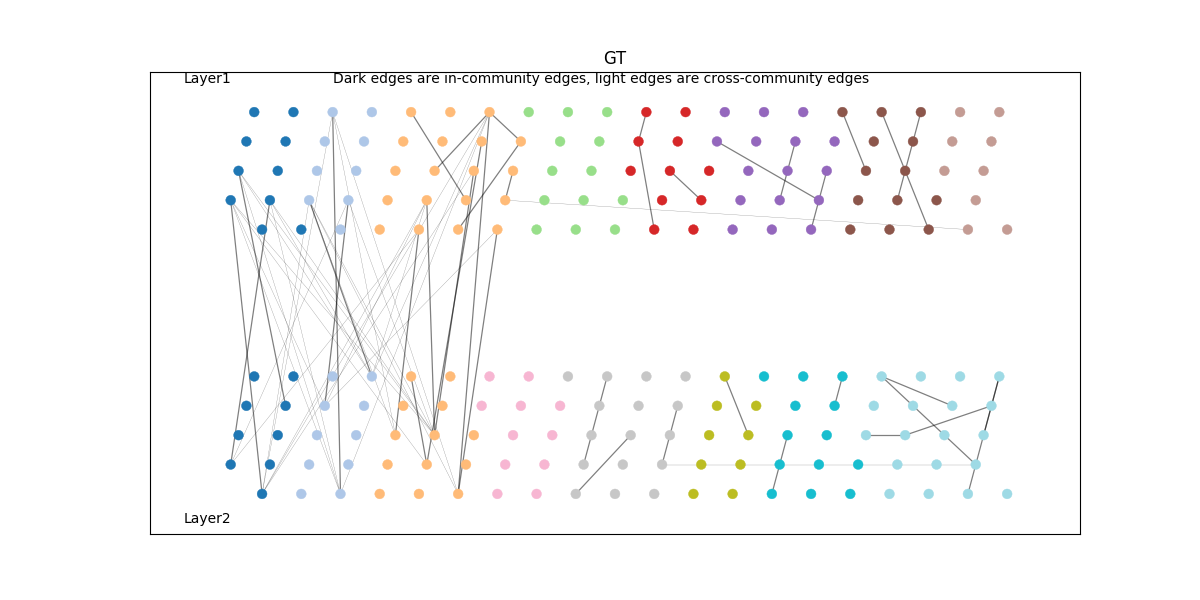 GT
Layer1
Dark edges are in-community edges, light edges are cross-community edges
Layer2